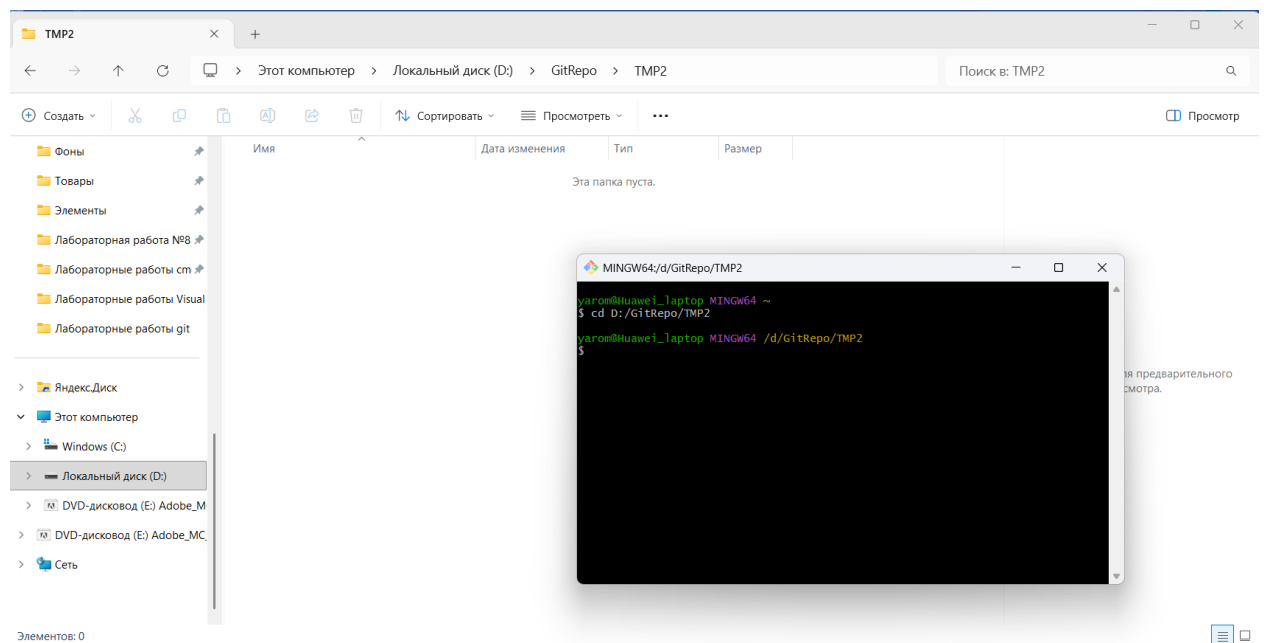 TMP2
Этот компьютер > Локальный диск (D:) > GitRepo > TMP2
Поиск в: TMP2
Создать
Сортировать
Просмотреть
Просмотр
Фоны
Товары
Элементы
Лабораторная работа №8
Лабораторные работы cm
Лабораторные работы Visual
Лабораторные работы git
Яндекс.Диск
Этот компьютер
Windows (C:)
Локальный диск (D:)
DVD-дисковод (E:) Adobe_M
DVD-дисковод (E:) Adobe_MC_
Сеть
Имя
Дата изменения
Тип
Размер
Эта папка пуста.
MINGW64:/d/GitRepo/TMP2
yarom@Huawei_laptop MINGW64 ~
$ cd D:/GitRepo/TMP2
yarom@Huawei_laptop MINGW64 /d/GitRepo/TMP2
$
предварительного
Элементов: 0